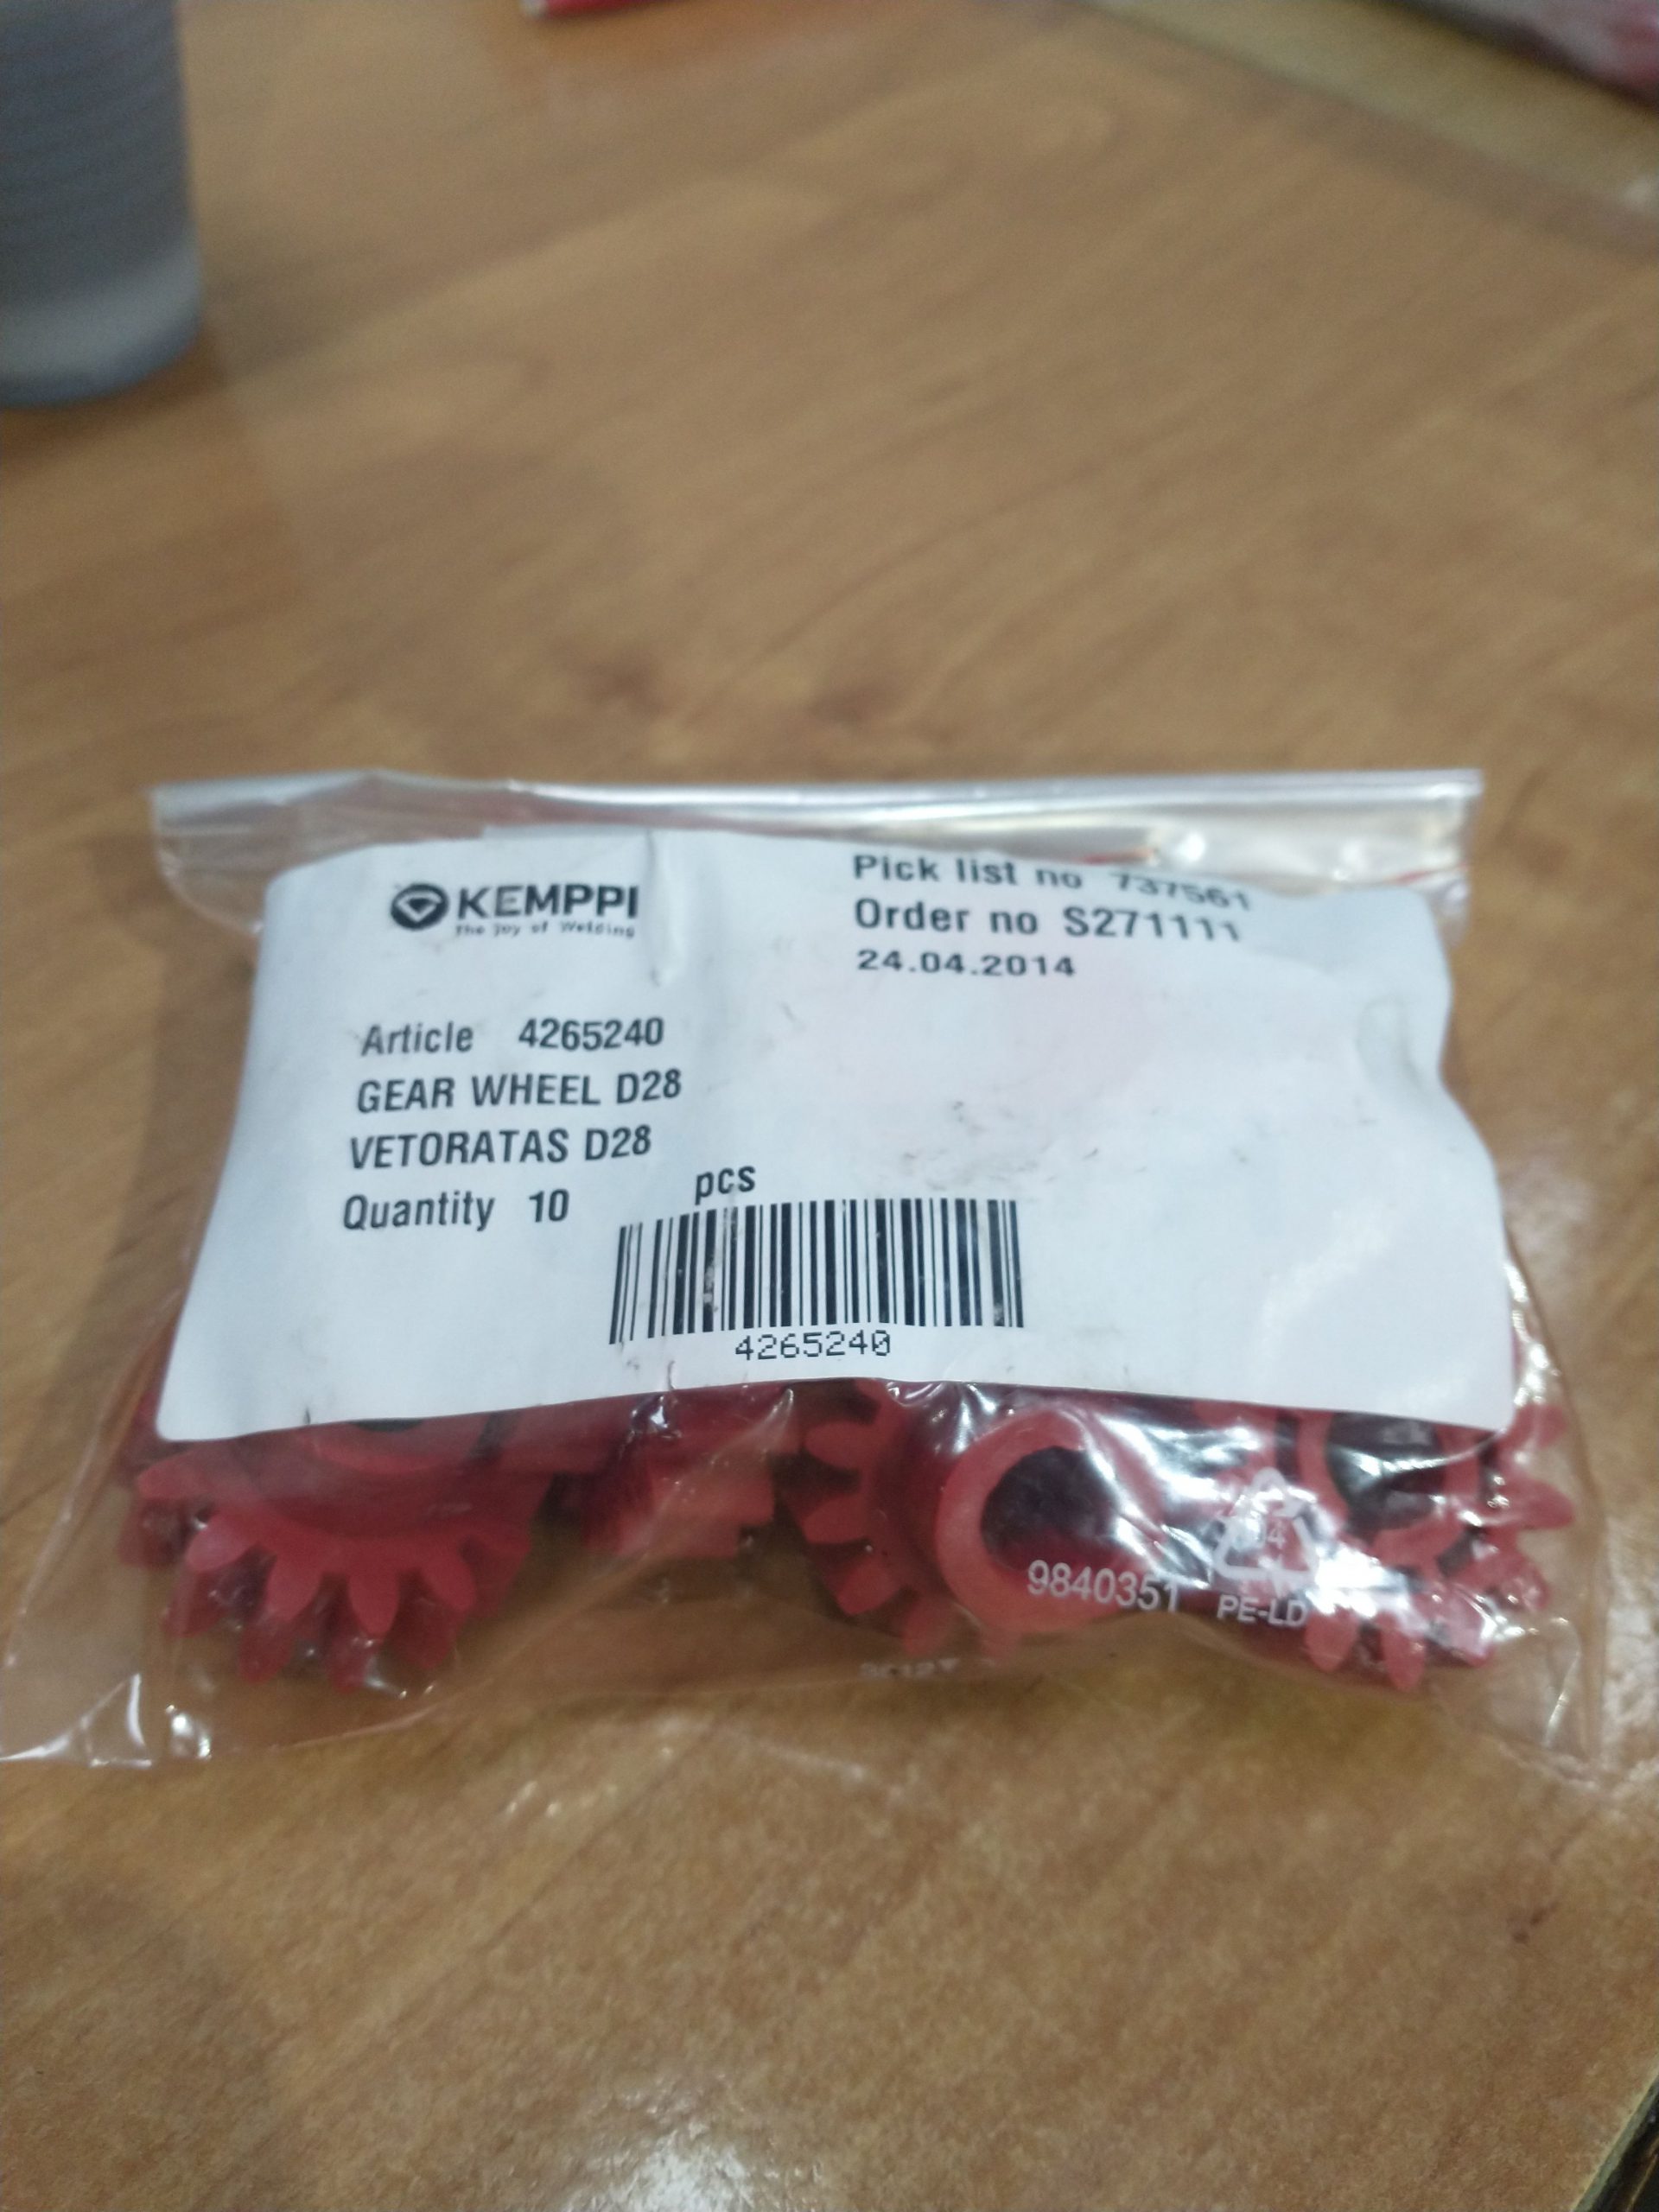 KEMPPI
The Joy of Welding
Pick list no 737561
Order no S271111
24.04.2014
Article 4265240
GEAR WHEEL D28
VETORATAS D28
Quantity 10 pcs
4265240
04
9840351 PE-LD